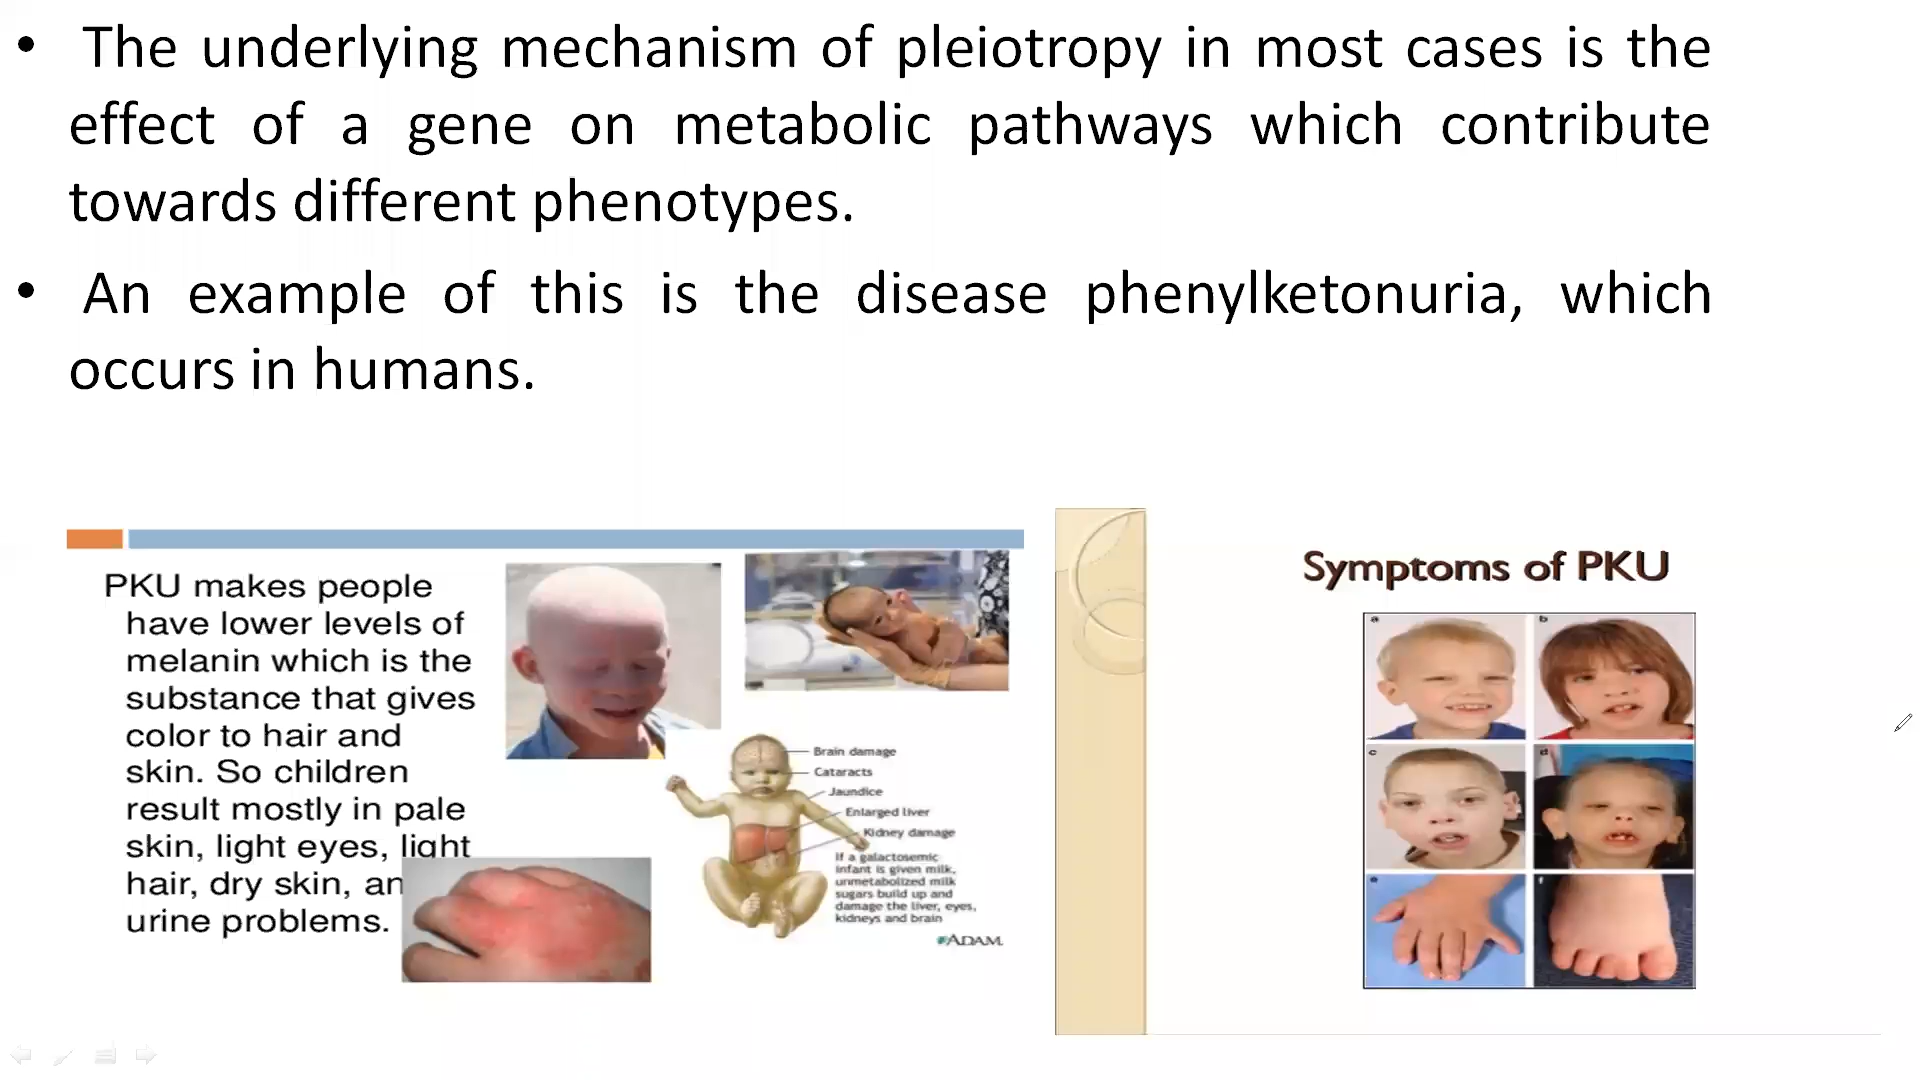 • The underlying mechanism of pleiotropy in most cases is the
effect of a gene on metabolic pathways which contribute
towards different phenotypes.
• An example of this is the disease phenylketonuria, which
occurs in humans.
PKU makes people
have lower levels of
melanin which is the
substance that gives
color to hair and
skin. So children
result mostly in pale
skin, light eyes, light
hair, dry skin, an
urine problems.
Brain damage
Cataracts
Jaundice
Enlarged liver
Kidney damage
If a galactosemic
infant is given milk,
unmetabolized milk
sugars build up and
damage the liver, eyes,
kidneys and brain
ADAM
Symptoms of PKU
a
b
c
d
e
f